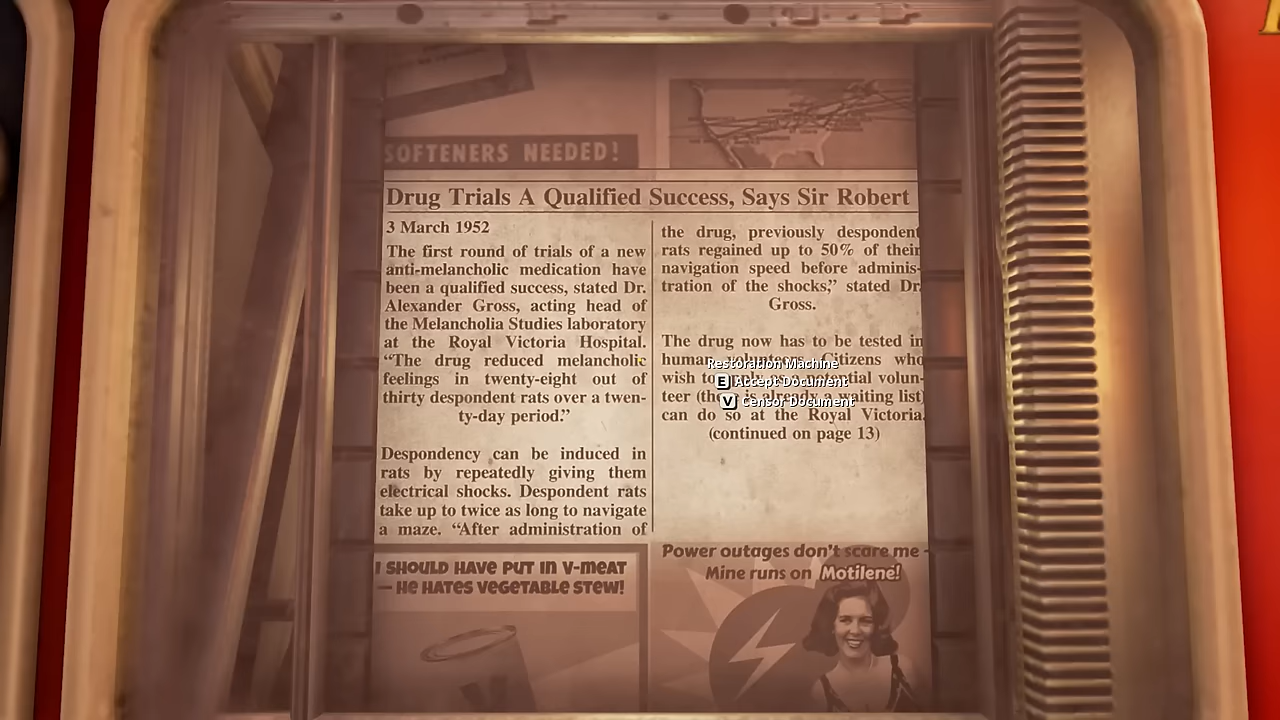 SOFTENERS NEEDED!
Drug Trials A Qualified Success, Says Sir Robert
3 March 1952
The first round of trials of a new
anti-melancholic medication have
been a qualified success, stated Dr.
Alexander Gross, acting head of
the Melancholia Studies laboratory
at the Royal Victoria Hospital.
“The drug reduced melancholic
feelings in twenty-eight out of
thirty despondent rats over a twen-
ty-day period.”
Despondency can be induced in
rats by repeatedly giving them
electrical shocks. Despondent rats
take up to twice as long to navigate
a maze. “After administration of
the drug, previously despondent
rats regained up to 50% of their
navigation speed before adminis-
tration of the shocks,” stated Dr.
Gross.
The drug now has to be tested in
human volunteers. Citizens who
wish to volun-
teer (there is already a waiting list)
can do so at the Royal Victoria.
(continued on page 13)
Restoration Machine
E Accept Document
V Censor Document
I SHOULD HAVE PUT IN V-MEAT
— HE HATES VEGETABLE STEW!
Power outages don't scare me -
Mine runs on Motilene!